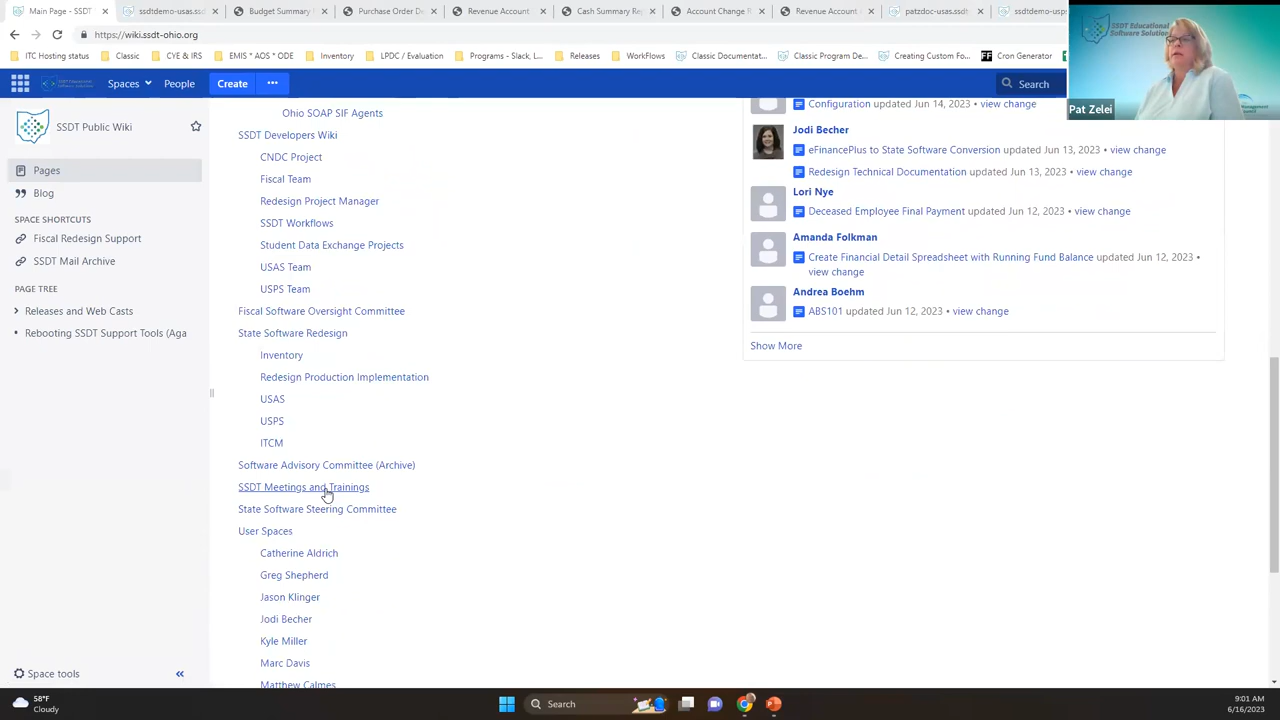 Main Page - SSDT
ssdtdemo-usas.
Budget Summary
Purchase Order De
Revenue Account
Cash Summary Rep
Account Change R
Revenue Account A
patzdoc-usas.ssdt
ssdtdemo-usp
https://wiki.ssdt-ohio.org
ITC Hosting status
Classic
CYE & IRS
EMIS * AOS * ODE
Inventory
LPDC / Education
Programs - Slack, L...
Releases
WorkFlows
Classic Documentat...
Classic Program De...
Creating Custom Fo...
Cron Generator
SSDT Educational
Software Solution
Pat Zelei
Spaces
People
Create
Search
SSDT Public Wiki
Pages
Blog
SPACE SHORTCUTS
Fiscal Redesign Support
SSDT Mail Archive
PAGE TREE
Releases and Web Casts
Rebooting SSDT Support Tools (Aga
Space tools
Ohio SOAP SIF Agents
SSDT Developers Wiki
CNDC Project
Fiscal Team
Redesign Project Manager
SSDT Workflows
Student Data Exchange Projects
USAS Team
USPS Team
Fiscal Software Oversight Committee
State Software Redesign
Inventory
Redesign Production Implementation
USAS
USPS
ITCM
Software Advisory Committee (Archive)
SSDT Meetings and Trainings
State Software Steering Committee
User Spaces
Catherine Aldrich
Greg Shepherd
Jason Klinger
Jodi Becher
Kyle Miller
Marc Davis
Matthew Calmes
Configuration updated Jun 14, 2023 • view change
Jodi Becher
eFinancePlus to State Software Conversion updated Jun 13, 2023 • view change
Redesign Technical Documentation updated Jun 13, 2023 • view change
Lori Nye
Deceased Employee Final Payment updated Jun 12, 2023 • view change
Amanda Folkman
Create Financial Detail Spreadsheet with Running Fund Balance updated Jun 12, 2023 •
view change
Andrea Boehm
ABS101 updated Jun 12, 2023 • view change
Show More
58°F
Cloudy
Search
9:01 AM
6/16/2023